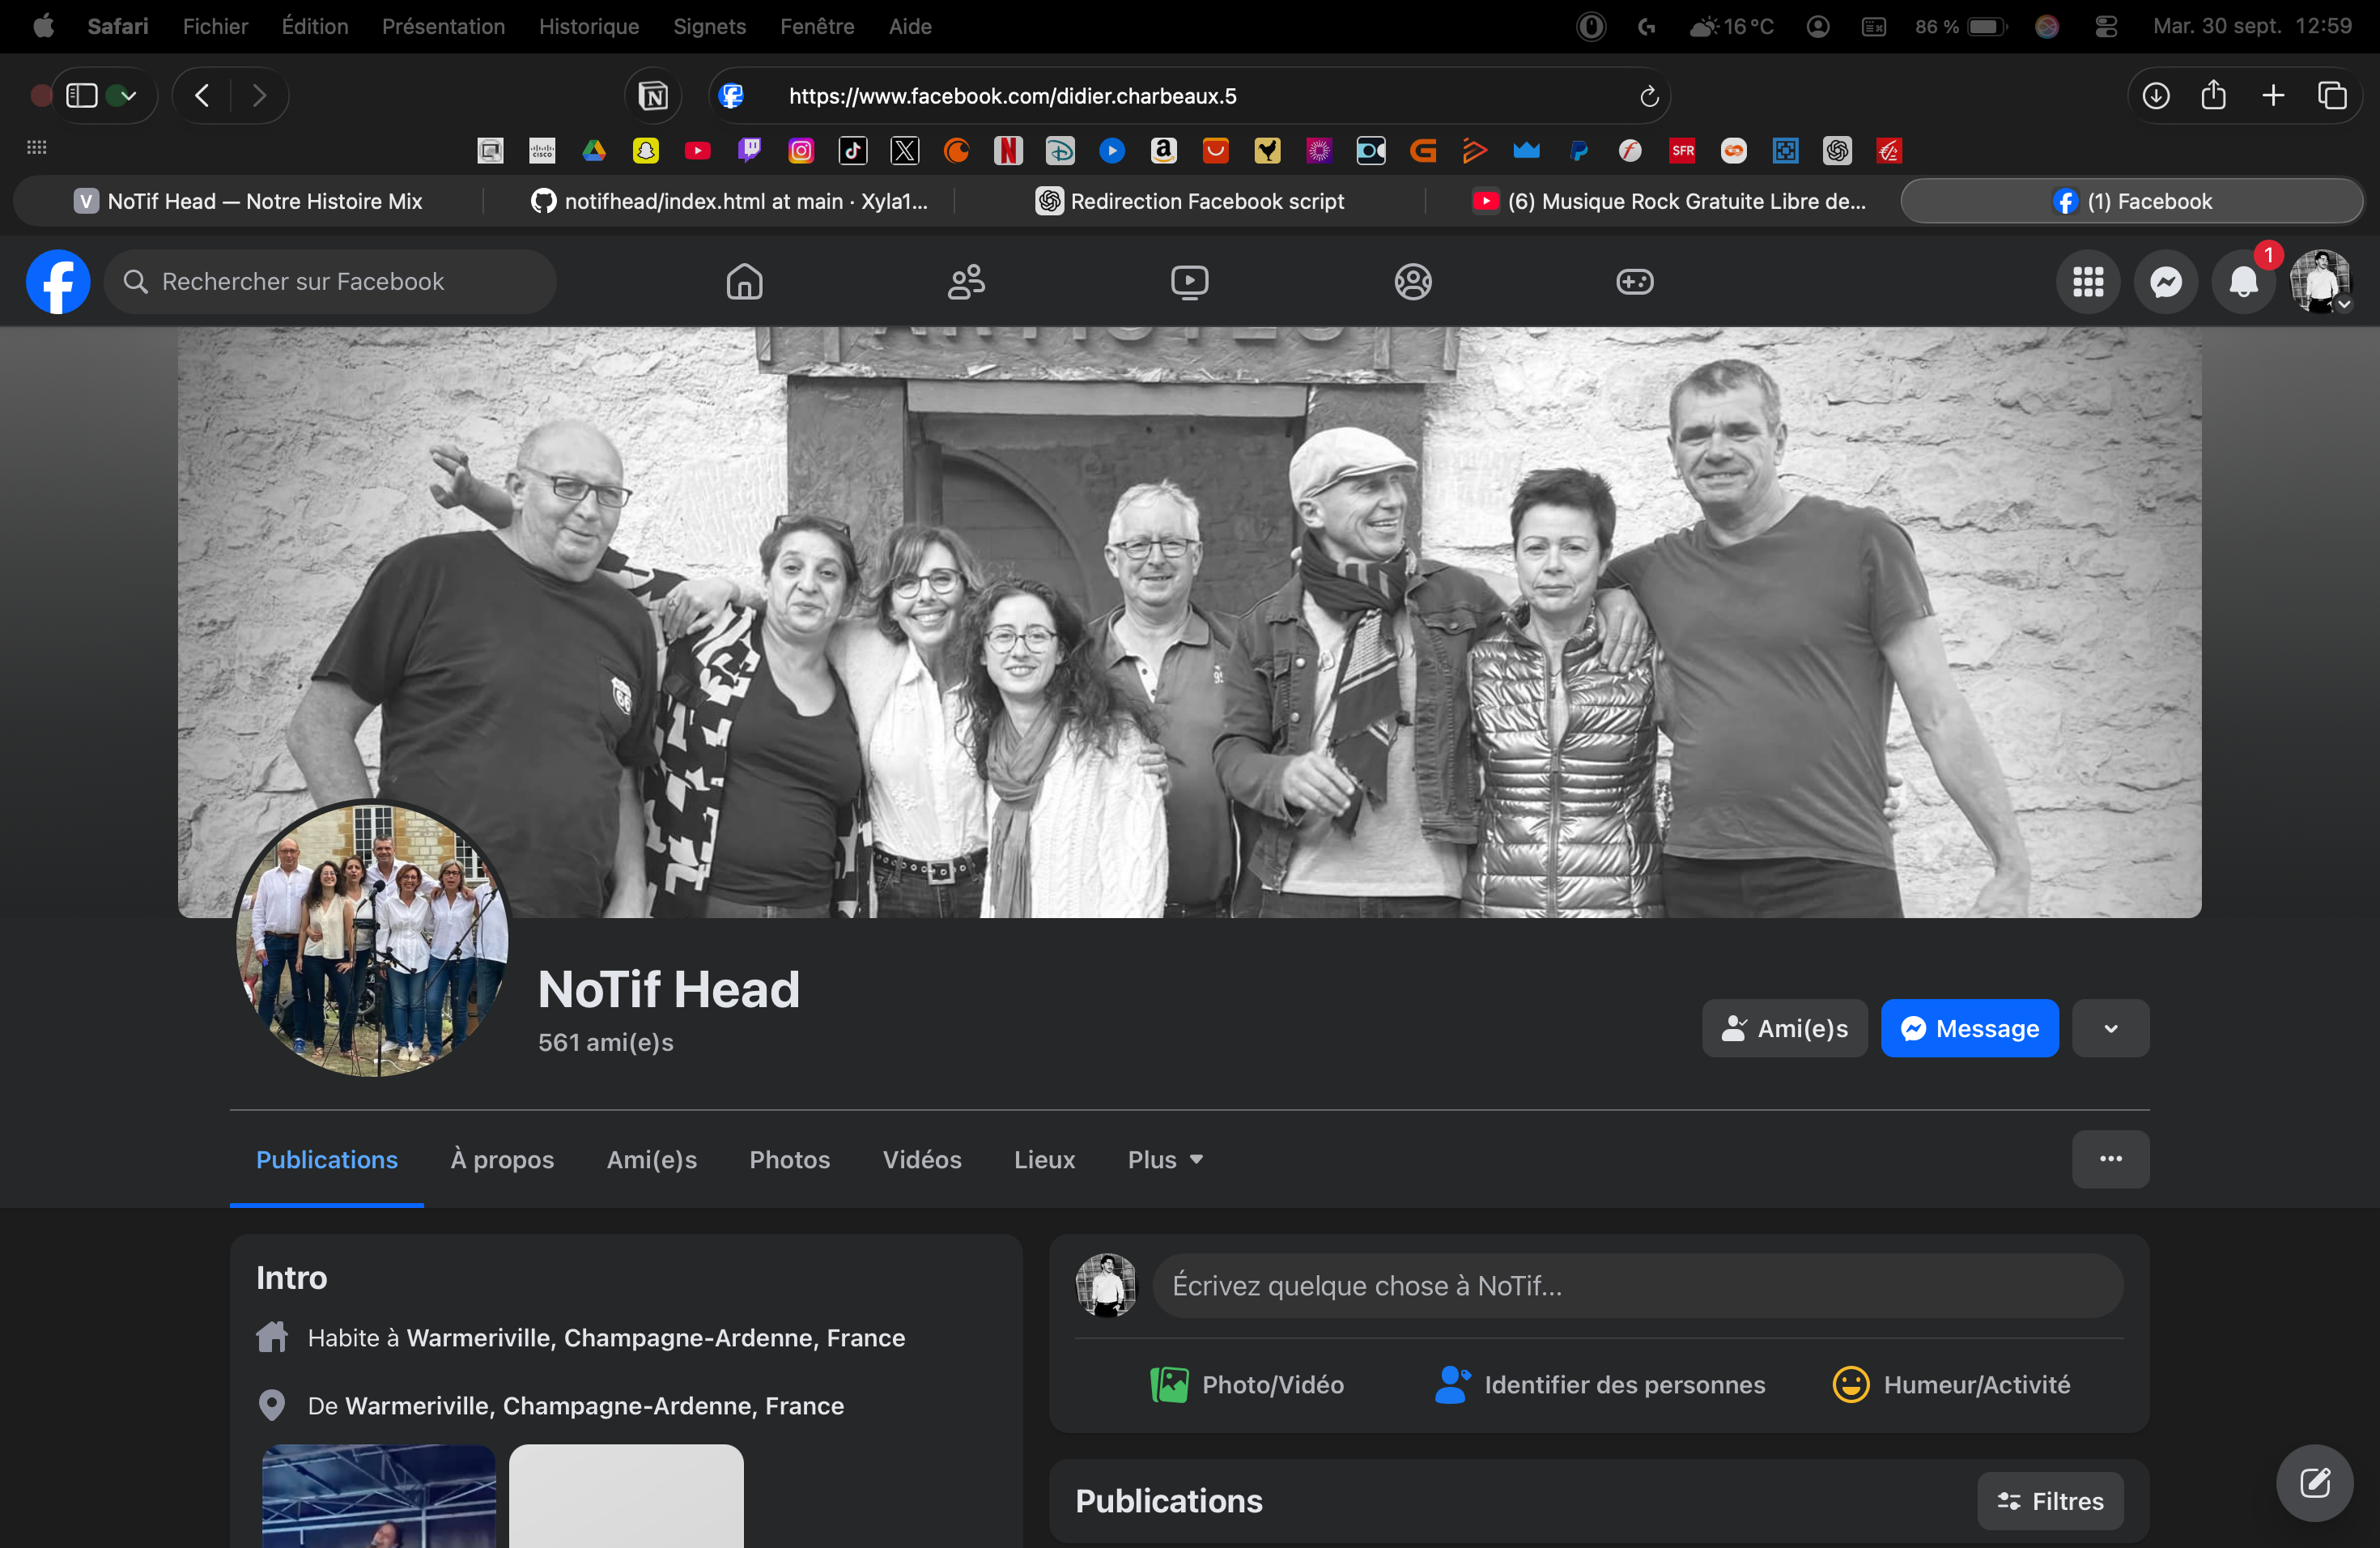 Safari Fichier Édition Présentation Historique Signets Fenêtre Aide 16 °C 86 % Mar. 30 sept. 12:59
https://www.facebook.com/didier.charbeaux.5
CISCO SFR
NoTif Head — Notre Histoire Mix notifhead/index.html at main · Xyla1... Redirection Facebook script (6) Musique Rock Gratuite Libre de... (1) Facebook
Rechercher sur Facebook 1
NoTif Head
561 ami(e)s
Ami(e)s Message
Publications À propos Ami(e)s Photos Vidéos Lieux Plus
Intro
Écrivez quelque chose à NoTif...
Habite à Warmeriville, Champagne-Ardenne, France
Photo/Vidéo Identifier des personnes Humeur/Activité
De Warmeriville, Champagne-Ardenne, France
Publications Filtres